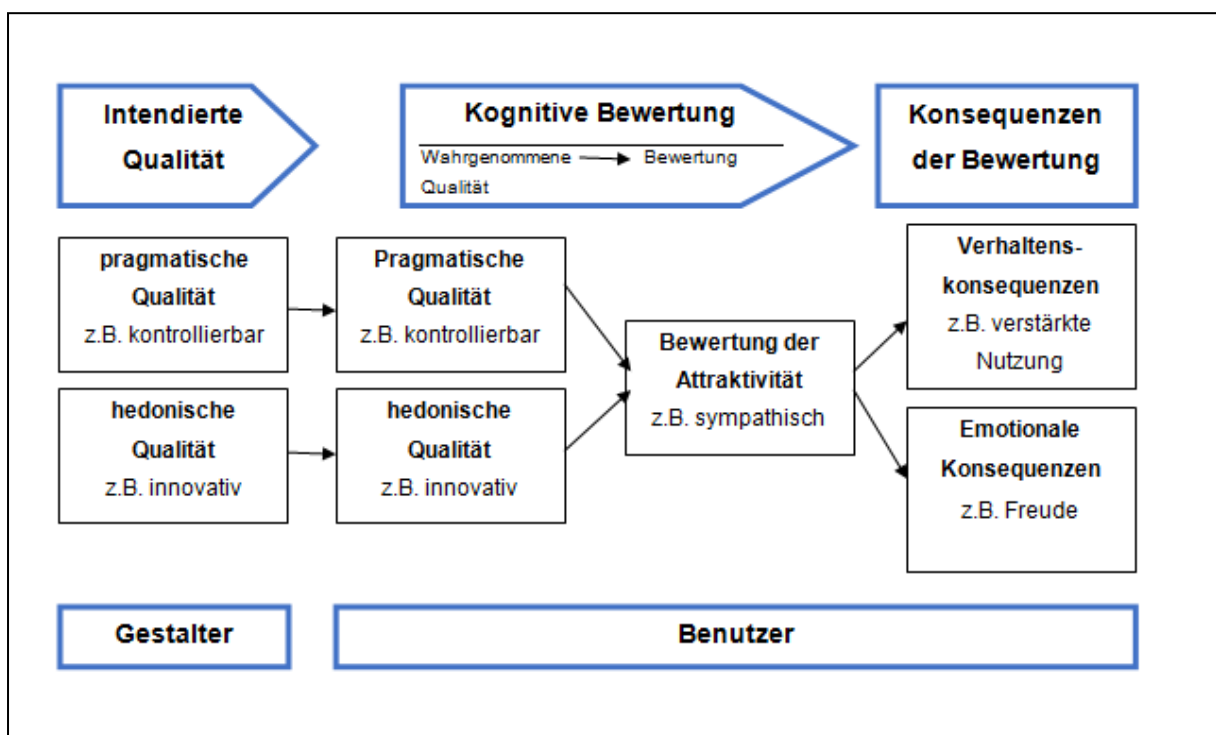 Intendierte
Qualität
Kognitive Bewertung
Wahrgenommene Bewertung
Qualität
Konsequenzen
der Bewertung
pragmatische
Qualität
z.B. kontrollierbar
Pragmatische
Qualität
z.B. kontrollierbar
hedonische
Qualität
z.B. innovativ
hedonische
Qualität
z.B. innovativ
Bewertung der
Attraktivität
z.B. sympathisch
Verhaltens-
konsequenzen
z.B. verstärkte
Nutzung
Emotionale
Konsequenzen
z.B. Freude
Gestalter
Benutzer